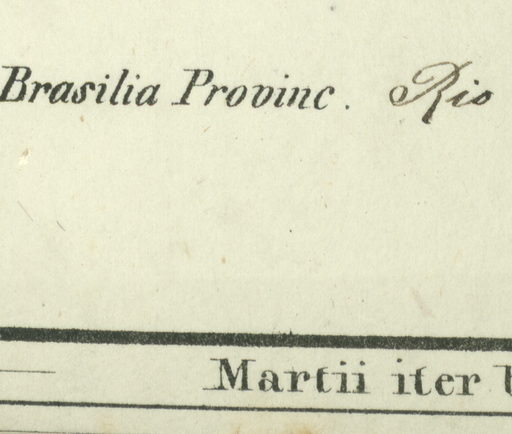 Brasilia Provinc. Rio
Martii iter